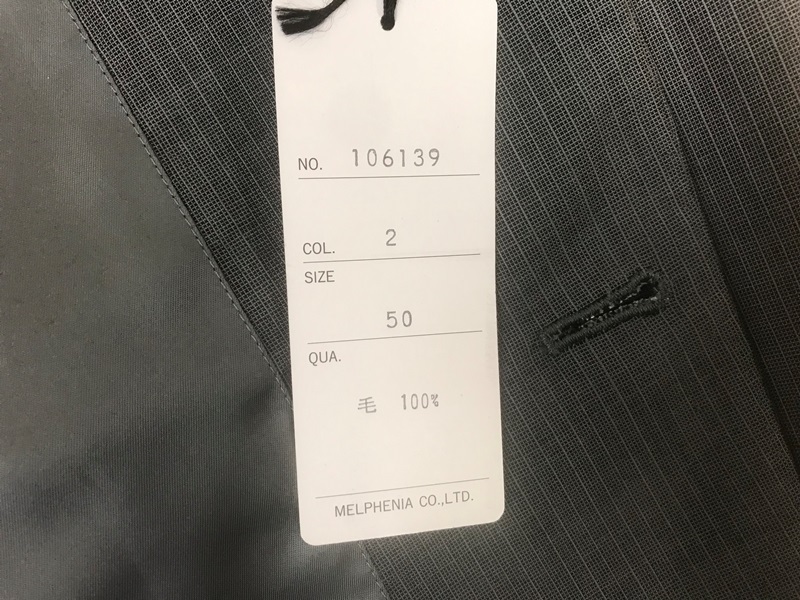 NO. 106139
COL. 2
SIZE
50
QUA.
毛 100%
MELPHENIA CO.,LTD.